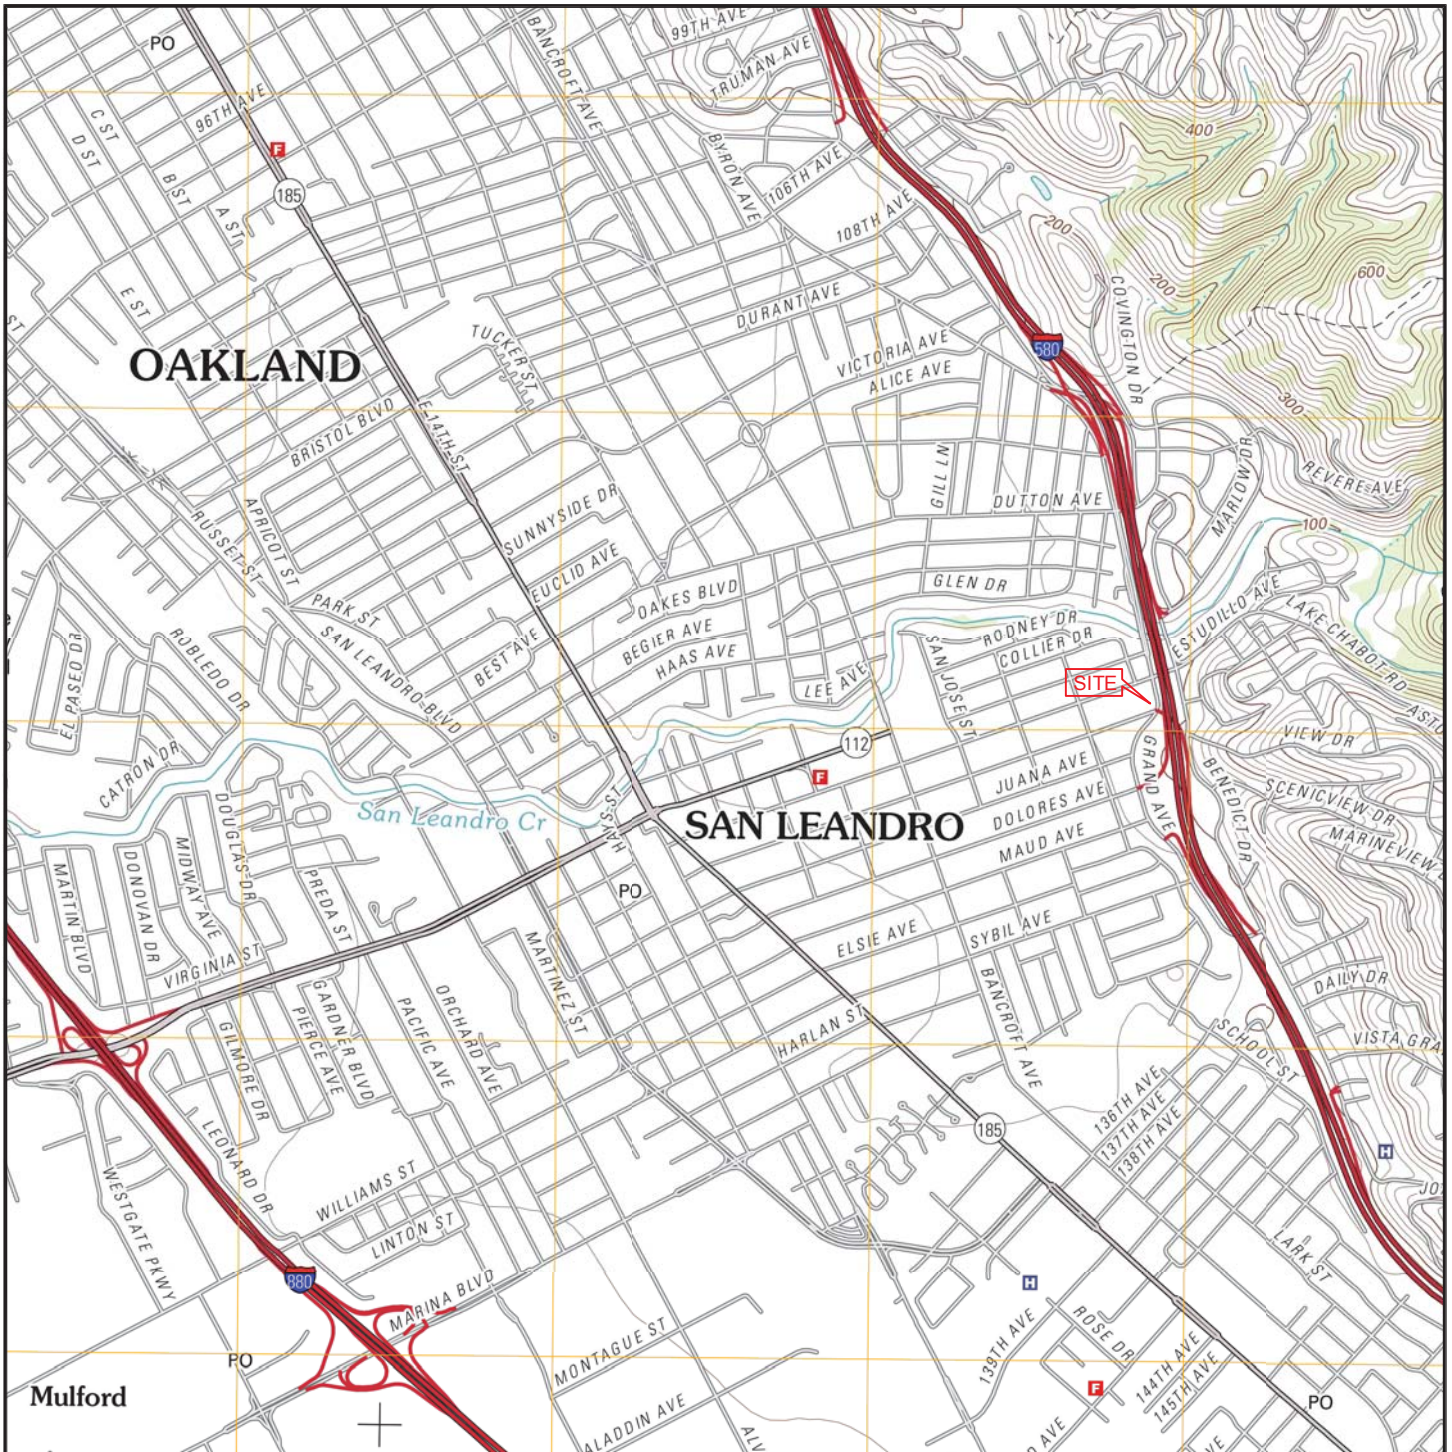 99TH AVE
PO
TRUMAN AVE
BANCROFT AVE
C ST
96TH AVE
400
D ST
F
BYRON AVE
106TH AVE
B ST
185
108TH AVE
A ST
200
200
600
COVINGTON DR
E ST
DURANT AVE
ST
TUCKER ST
VICTORIA AVE
580
OAKLAND
ALICE AVE
300
BRISTOL BLVD
E 14TH ST
MARLOW DR
REVERE AVE
GILL LN
DUTTON AVE
SUNNYSIDE DR
100
APRICOT ST
RUSSET ST
EUCLID AVE
GLEN DR
OAKES BLVD
ESTUDILLO AVE
LAKE CHABOT RD
PARK ST
RODNEY DR
BEGIER AVE
COLLIER DR
EL PASEO DR
ROBLEDO DR
SAN LEANDRO BLVD
BEST AVE
HAAS AVE
LEE AVE
SAN JOSE ST
SITE
ASTO
112
VIEW DR
CATRON DR
F
JUANA AVE
GRAND AVE
BENEDICT DR
SCENICVIEW DR
San Leandro Cr
HAYS ST
SAN LEANDRO
DOLORES AVE
MAUD AVE
MARINEVIEW
DOUGLAS DR
MIDWAY AVE
DONOVAN DR
MARTIN BLVD
PREDA ST
PO
ELSIE AVE
SYBIL AVE
VIRGINIA ST
MARTINEZ ST
BANCROFT AVE
DAILY DR
GARDNER BLVD
PIERCE AVE
PACIFIC AVE
ORCHARD AVE
GILMORE DR
HARLAN ST
SCHOOL ST
VISTA GRA
136TH AVE
137TH AVE
138TH AVE
185
H
LEONARD DR
WESTGATE PKWY
WILLIAMS ST
JO
LINTON ST
LARK ST
880
H
MARINA BLVD
139TH AVE
ROSE DR
MONTAGUE ST
144TH AVE
145TH AVE
PO
F
Mulford
ALADDIN AVE
PO
ALV
D AVE
VE